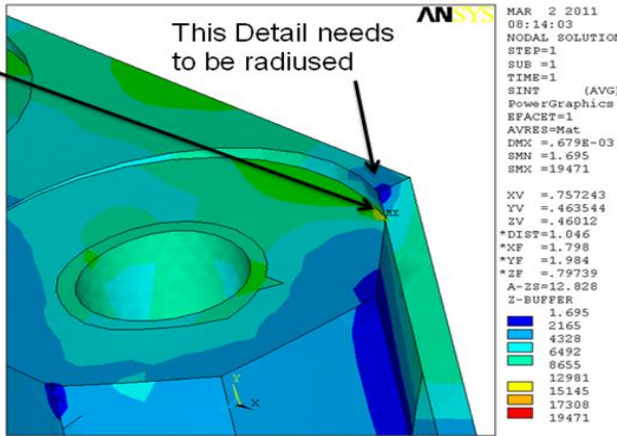 This Detail needs
to be radiused
ANSYS
MX
Y
X
MAR 2 2011
08:14:03
NODAL SOLUTION
STEP=1
SUB =1
TIME=1
SINT (AVG)
PowerGraphics
EFACET=1
AVRES=Mat
DMX =.679E-03
SMN =1.695
SMX =19471
XV =.757243
YV =.463544
ZV =.46012
*DIST=1.046
*XF =1.798
*YF =1.984
*ZF =.79739
A-ZS=12.828
Z-BUFFER
1.695
2165
4328
6492
8655
12981
15145
17308
19471